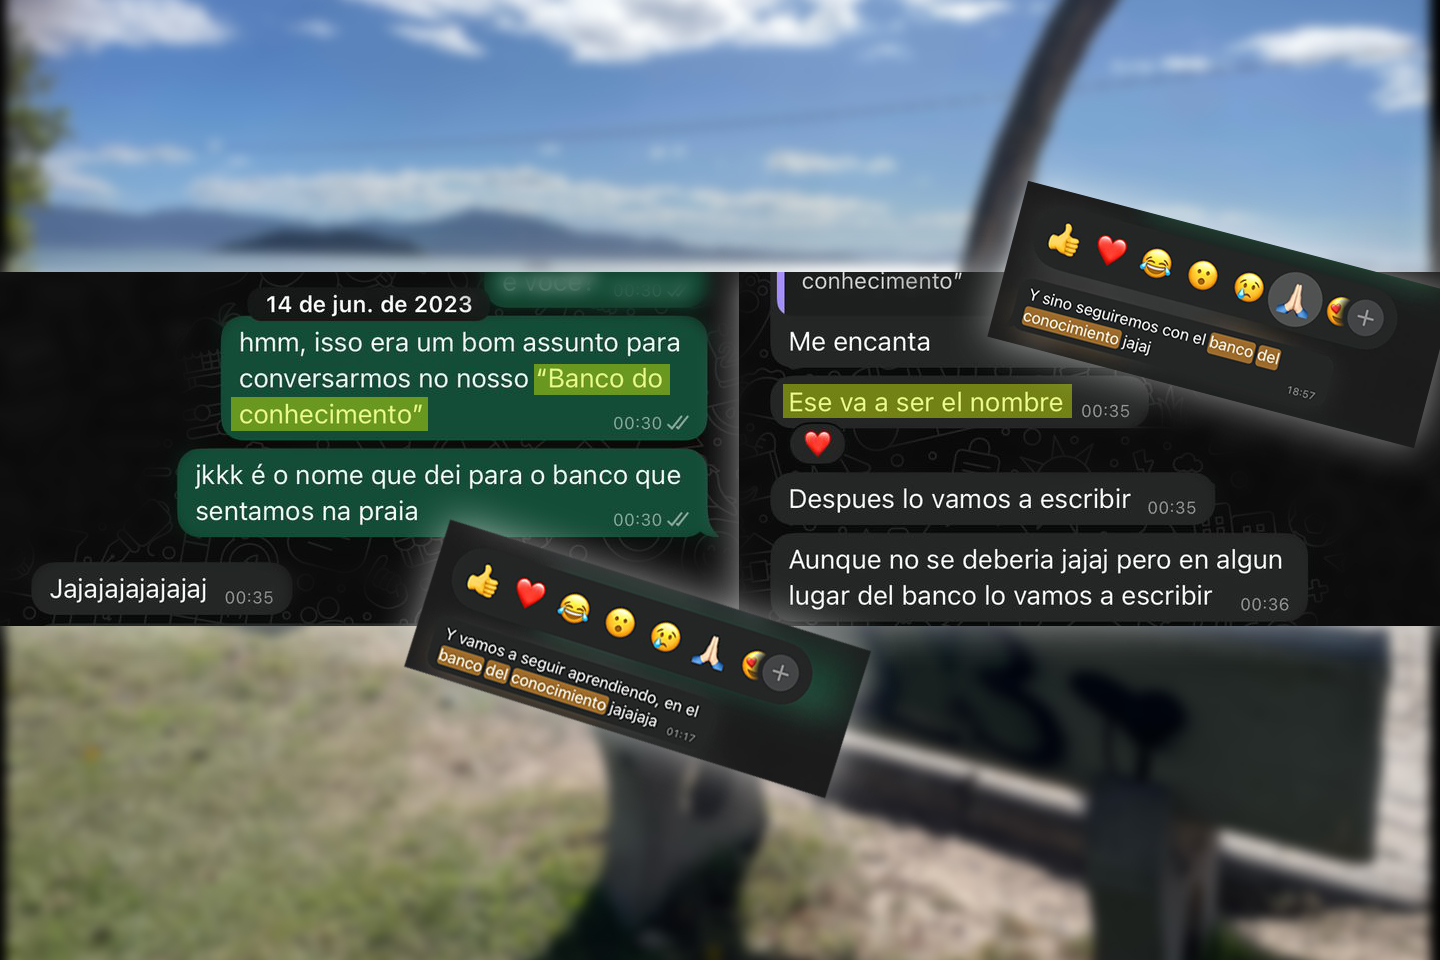 e você?
00:30
14 de jun. de 2023
hmm, isso era um bom assunto para
conversarmos no nosso “Banco do
conhecimento”
00:30
jkkk é o nome que dei para o banco que
sentamos na praia
00:30
Jajajajajajajaj 00:35
conhecimento”
Me encanta
Ese va a ser el nombre 00:35
Despues lo vamos a escribir 00:35
Aunque no se deberia jajaj pero en algun
lugar del banco lo vamos a escribir 00:36
Y sino seguiremos con el banco del
conocimiento jajaj
18:57
Y vamos a seguir aprendiendo, en el
banco del conocimiento jajajaja 01:17